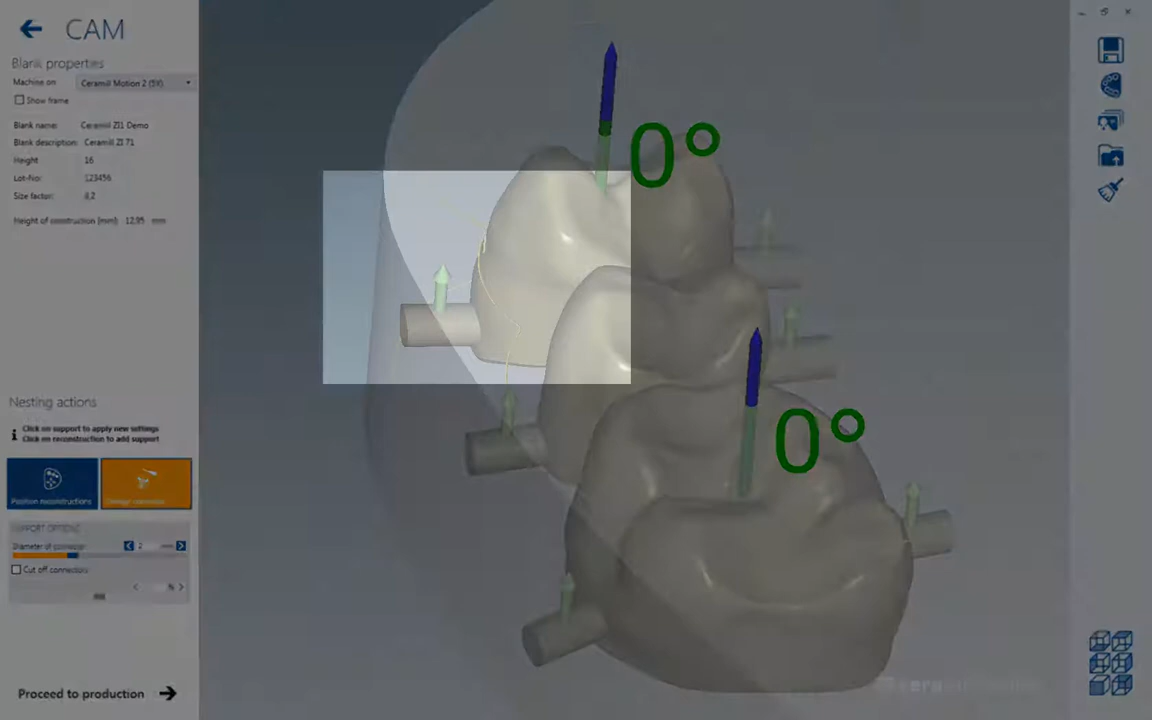 CAM
Blank properties
Machine on Ceramill Motion 2 (5X)
Show frame
Blank name: Ceramill ZI1 Demo
Blank description: Ceramill ZI 71
Height 16
Lot-No: 123456
Size factor:
Height of construction [mm] 12,95 mm
0°
0°
Nesting actions
Click on support to apply new settings
Click on reconstruction to add support
Position reconstructions
SUPPORT OPTIONS
Diameter of connector 2 mm
Cut off connectors
%
Proceed to production